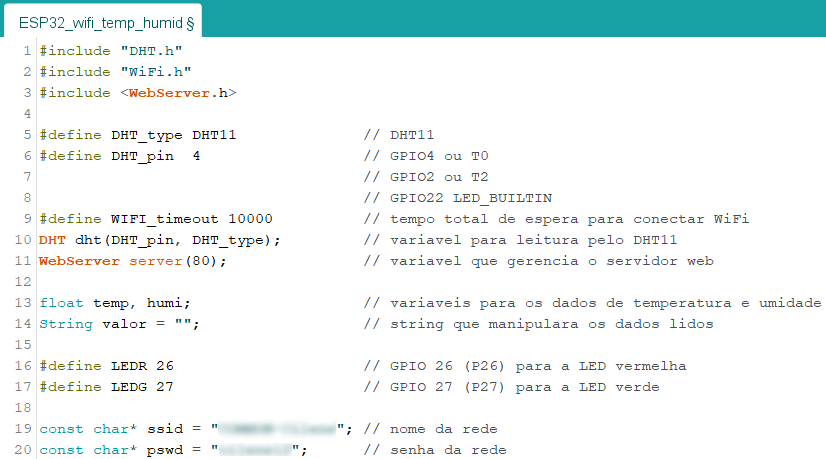 ESP32_wifi_temp_humid §
1 #include "DHT.h"
2 #include "WiFi.h"
3 #include <WebServer.h>
4
5 #define DHT_type DHT11 // DHT11
6 #define DHT_pin 4 // GPIO4 ou T0
7 // GPIO2 ou T2
8 // GPIO22 LED_BUILTIN
9 #define WIFI_timeout 10000 // tempo total de espera para conectar WiFi
10 DHT dht(DHT_pin, DHT_type); // variavel para leitura pelo DHT11
11 WebServer server(80); // variavel que gerencia o servidor web
12
13 float temp, humi; // variaveis para os dados de temperatura e umidade
14 String valor = ""; // string que manipulara os dados lidos
15
16 #define LEDR 26 // GPIO 26 (P26) para a LED vermelha
17 #define LEDG 27 // GPIO 27 (P27) para a LED verde
18
19 const char* ssid = " "; // nome da rede
20 const char* pswd = " "; // senha da rede